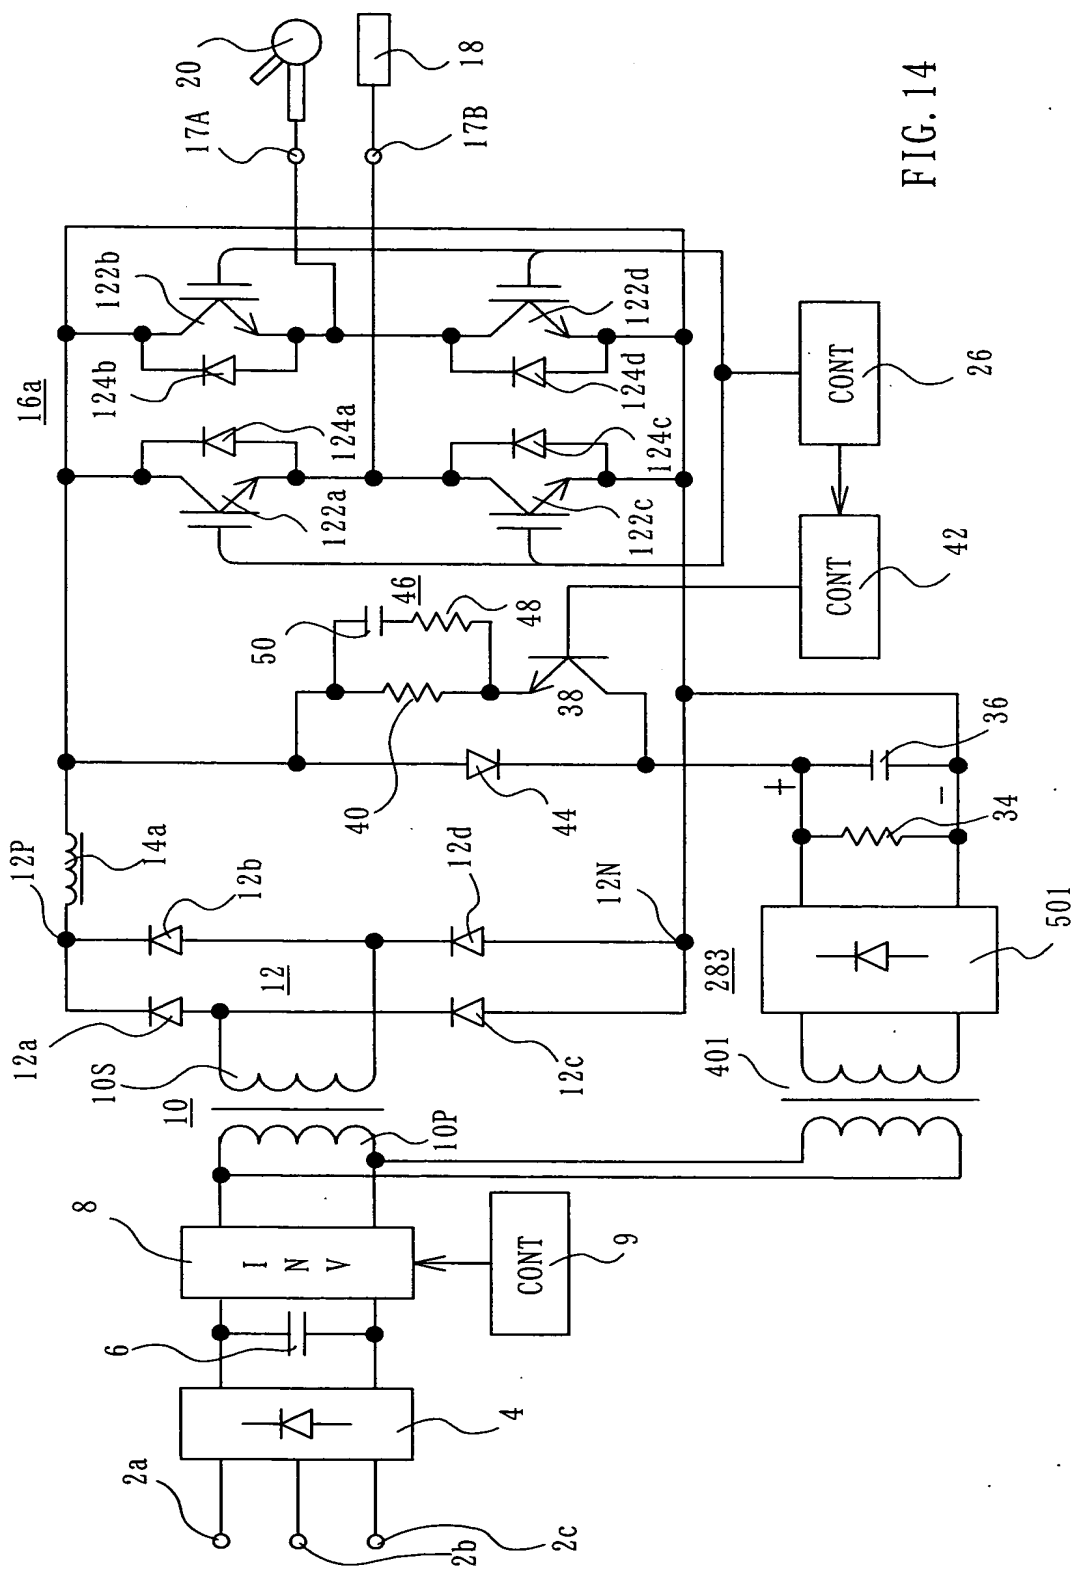 2a
2b
2c
4
6
8
INV
CONT
9
10
10P
10S
12a
12
12b
12P
14a
12c
12d
12N
401
283
501
44
40
50
46
48
38
+
-
34
36
16a
122a
124a
124b
122b
122c
124c
124d
122d
CONT
42
CONT
26
17A
20
17B
18
FIG.14